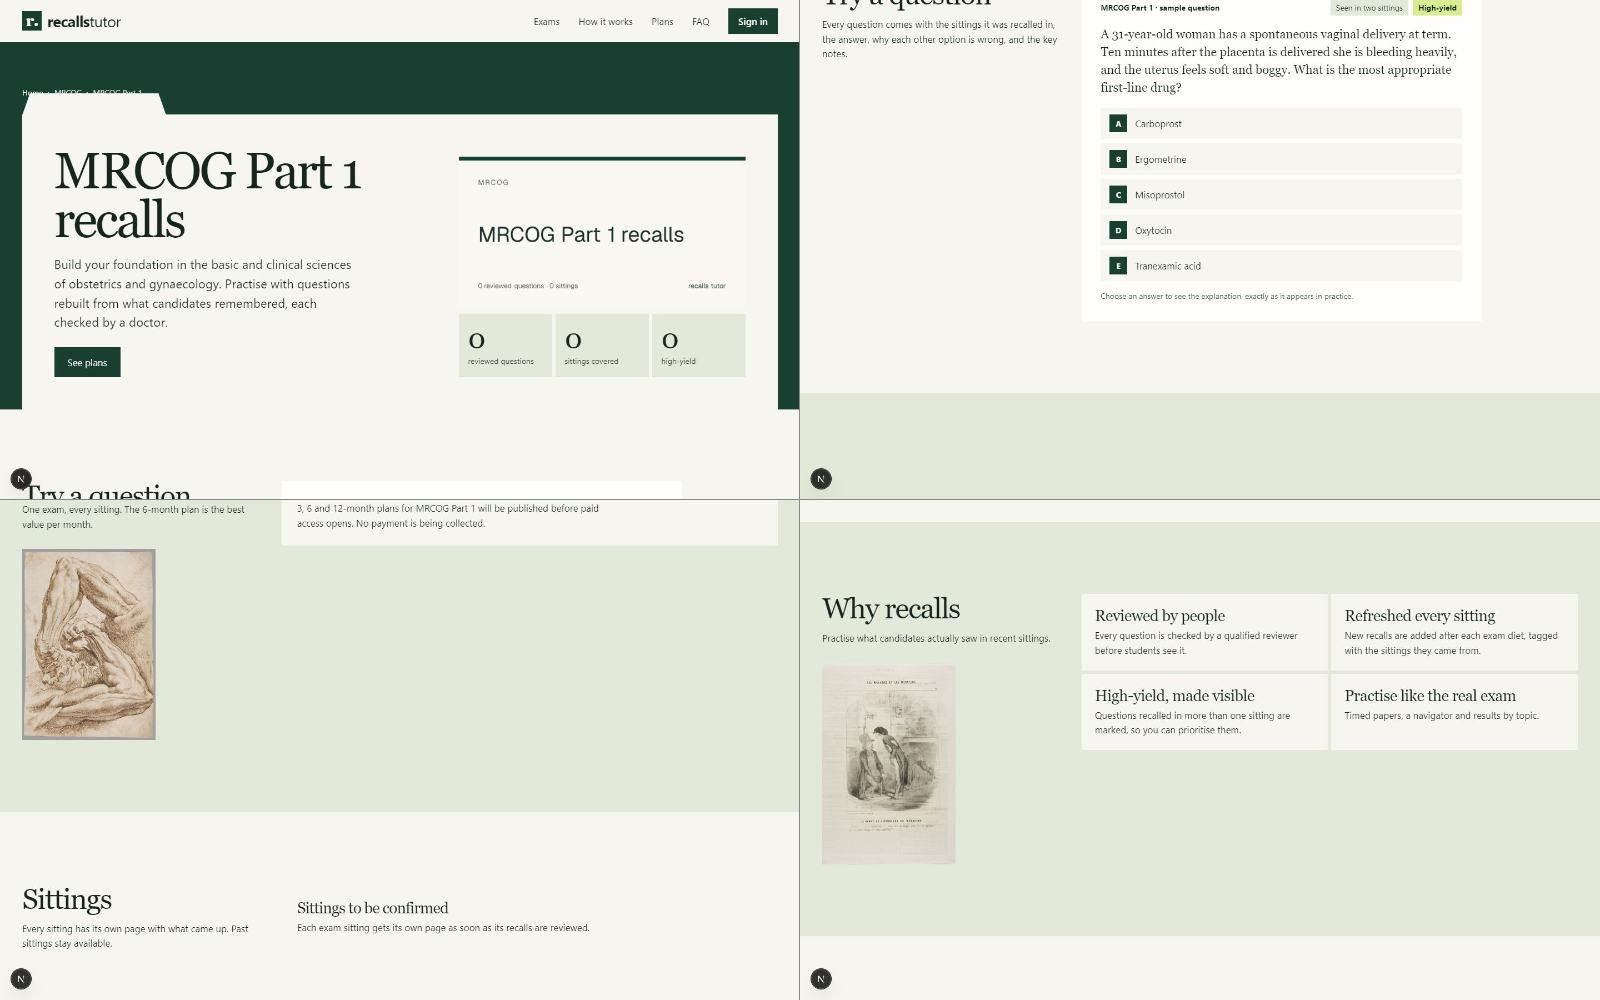 r. recallstutor
Exams How it works Plans FAQ Sign in
Home › MRCOG › MRCOG Part 1
MRCOG Part 1
recalls
Build your foundation in the basic and clinical sciences
of obstetrics and gynaecology. Practise with questions
rebuilt from what candidates remembered, each
checked by a doctor.
See plans
MRCOG
MRCOG Part 1 recalls
0 reviewed questions · 0 sittings recalls tutor
0 reviewed questions
0 sittings covered
0 high-yield
Try a question
N
Try a question
Every question comes with the sittings it was recalled in,
the answer, why each other option is wrong, and the key
notes.
MRCOG Part 1 · sample question Seen in two sittings High-yield
A 31-year-old woman has a spontaneous vaginal delivery at term.
Ten minutes after the placenta is delivered she is bleeding heavily,
and the uterus feels soft and boggy. What is the most appropriate
first-line drug?
A Carboprost
B Ergometrine
C Misoprostol
D Oxytocin
E Tranexamic acid
Choose an answer to see the explanation, exactly as it appears in practice.
N
One exam, every sitting. The 6-month plan is the best
value per month.
3, 6 and 12-month plans for MRCOG Part 1 will be published before paid
access opens. No payment is being collected.
Sittings
Every sitting has its own page with what came up. Past
sittings stay available.
Sittings to be confirmed
Each exam sitting gets its own page as soon as its recalls are reviewed.
N
Why recalls
Practise what candidates actually saw in recent sittings.
Reviewed by people
Every question is checked by a qualified reviewer
before students see it.
Refreshed every sitting
New recalls are added after each exam diet, tagged
with the sittings they came from.
High-yield, made visible
Questions recalled in more than one sitting are
marked, so you can prioritise them.
Practise like the real exam
Timed papers, a navigator and results by topic.
N